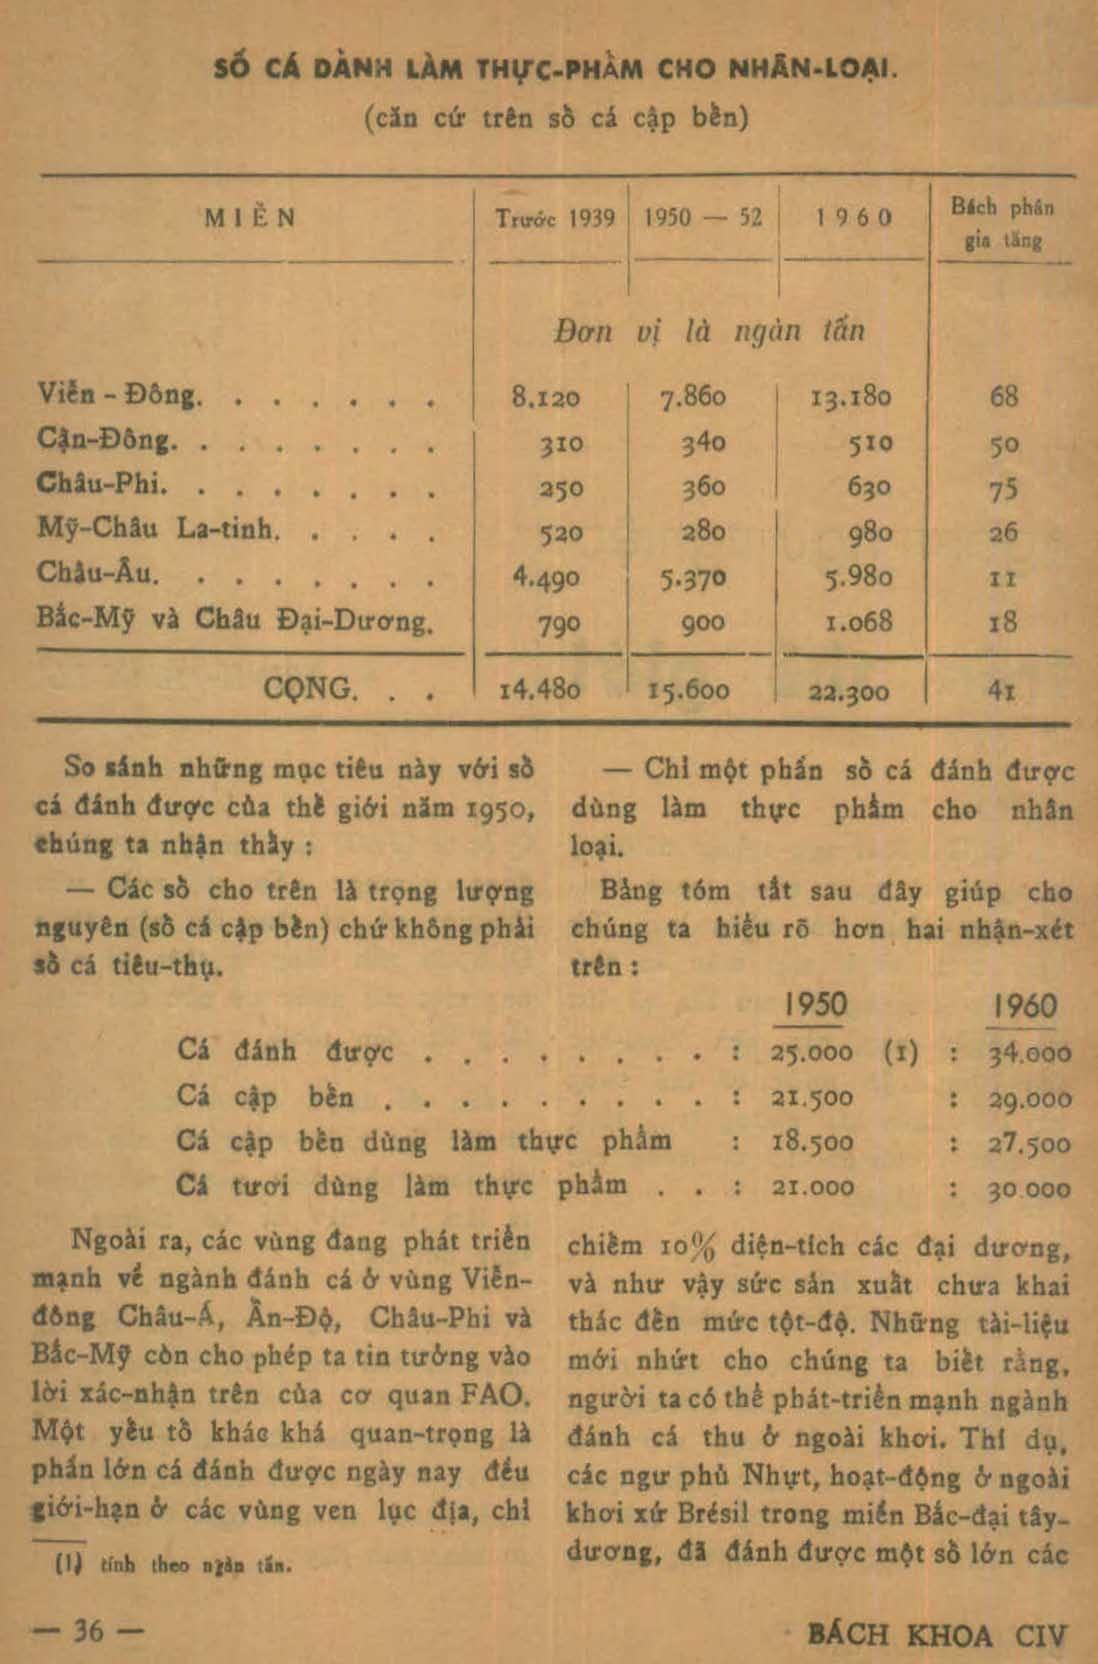 SỐ CÁ DÀNH LÀM THỰC-PHẨM CHO NHÂN-LOẠI.
(căn cứ trên số cá cập bến)
MIỀN Trước 1939 1950 — 52 1960 Bách phân gia tăng
Đơn vị là ngàn tấn
Viễn - Đông. . . . . . . 8.120 7.860 13.180 68
Cận-Đông. . . . . . . . 310 340 510 50
Châu-Phi. . . . . . . . 250 360 630 75
Mỹ-Châu La-tinh. . . . . 520 280 980 26
Châu-Âu. . . . . . . . 4.490 5.370 5.980 11
Bắc-Mỹ và Châu Đại-Dương. 790 900 1.068 18
CỌNG. . . 14.480 15.600 22.300 41
So sánh những mục tiêu này với số
cá đánh được của thế giới năm 1950,
chúng ta nhận thấy :
— Các số cho trên là trọng lượng
nguyên (số cá cập bến) chứ không phải
số cá tiêu-thụ.
— Chỉ một phần số cá đánh được
dùng làm thực phẩm cho nhân
loại.
Bảng tóm tắt sau đây giúp cho
chúng ta hiểu rõ hơn hai nhận-xét
trên :
1950 1960
Cá đánh được . . . . . . . . : 25.000 (1) : 34.000
Cá cập bến . . . . . . . . . : 21.500 : 29.000
Cá cập bến dùng làm thực phẩm : 18.500 : 27.500
Cá tươi dùng làm thực phẩm . . : 21.000 : 30.000
Ngoài ra, các vùng đang phát triển
mạnh về ngành đánh cá ở vùng Viễn-
đông Châu-Á, Ấn-Độ, Châu-Phi và
Bắc-Mỹ còn cho phép ta tin tưởng vào
lời xác-nhận trên của cơ quan FAO.
Một yếu tố khác khá quan-trọng là
phần lớn cá đánh được ngày nay đều
giới-hạn ở các vùng ven lục địa, chỉ
(1) tính theo ngàn tấn.
chiếm 10% diện-tích các đại dương,
và như vậy sức sản xuất chưa khai
thác đến mức tột-độ. Những tài-liệu
mới nhứt cho chúng ta biết rằng,
người ta có thể phát-triển mạnh ngành
đánh cá thu ở ngoài khơi. Thí dụ,
các ngư phủ Nhựt, hoạt-động ở ngoài
khơi xứ Brésil trong miền Bắc-đại tây-
dương, đã đánh được một số lớn các
— 36 — BÁCH KHOA CIV